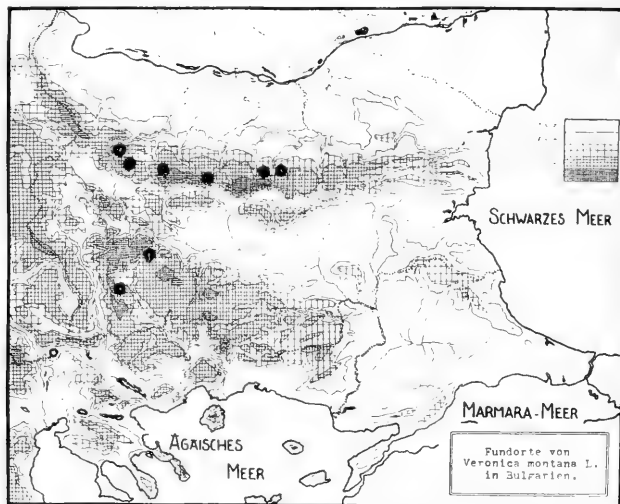 SCHWARZES MEER
MARMARA-MEER
ÄGÄISCHES
MEER
Fundorte von
Veronica montana L.
in Bulgarien.